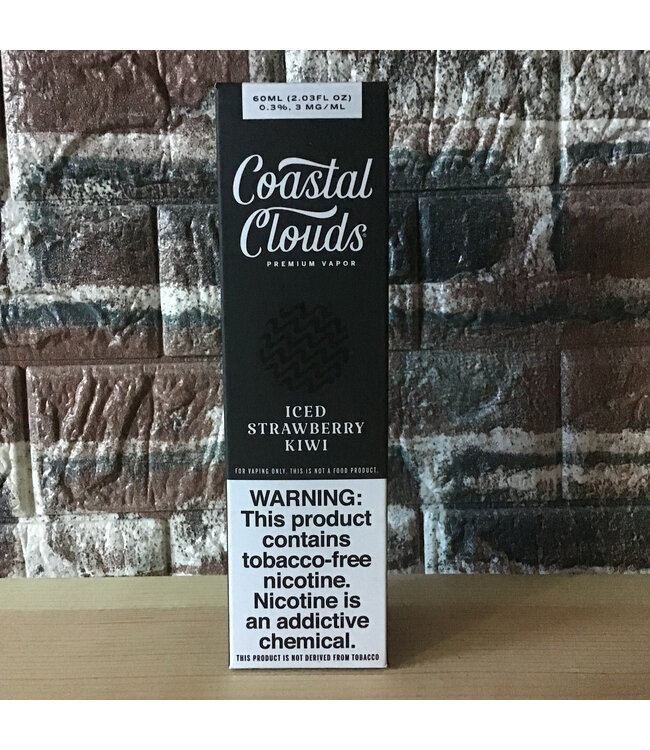 60ML (2.03FL OZ)
0.3%, 3 MG/ML
Coastal
Clouds
PREMIUM VAPOR
ICED
STRAWBERRY
KIWI
FOR VAPING ONLY. THIS IS NOT A FOOD PRODUCT.
WARNING:
This product
contains
tobacco-free
nicotine.
Nicotine is
an addictive
chemical.
THIS PRODUCT IS NOT DERIVED FROM TOBACCO